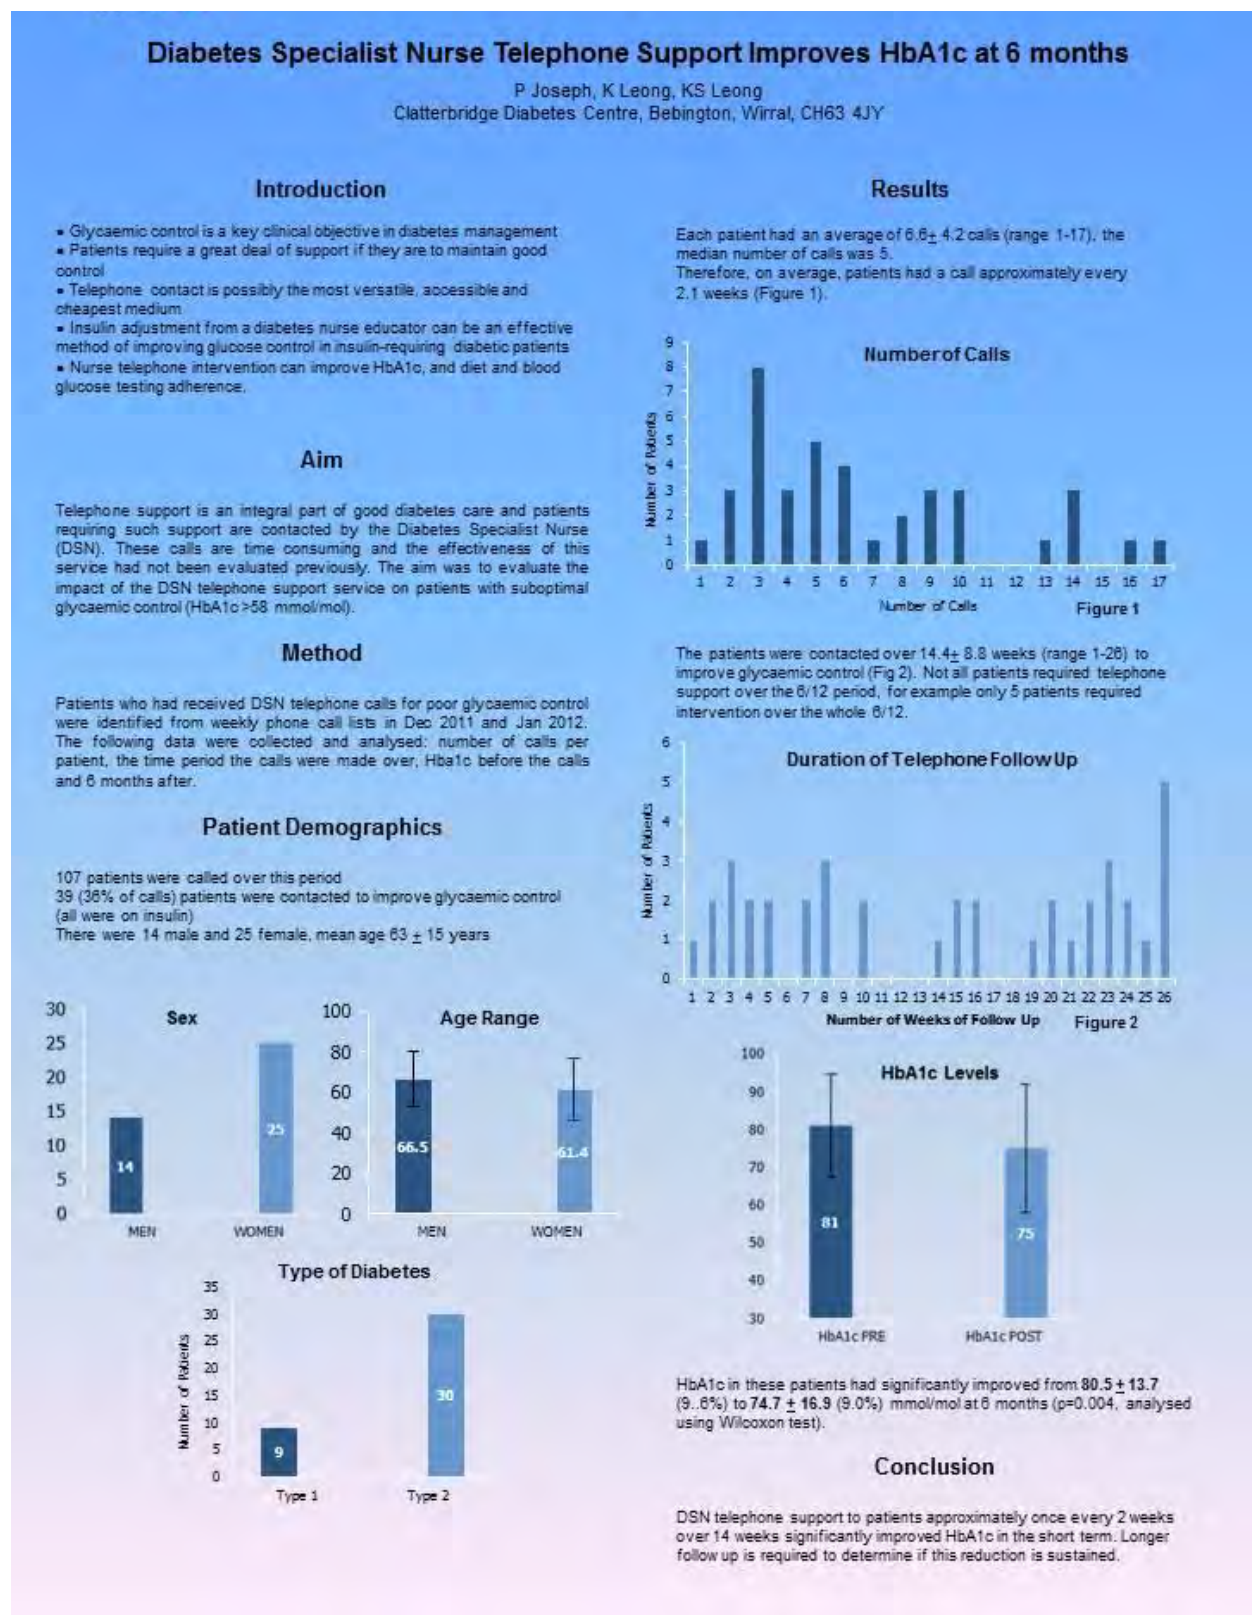 Diabetes Specialist Nurse Telephone Support Improves HbA1c at 6 months
P Joseph, K Leong, KS Leong
Clatterbridge Diabetes Centre, Bebington, Wirral, CH63 4JY
Introduction
▪ Glycaemic control is a key clinical objective in diabetes management
▪ Patients require a great deal of support if they are to maintain good
control
▪ Telephone contact is possibly the most versatile, accessible and
cheapest medium
▪ Insulin adjustment from a diabetes nurse educator can be an effective
method of improving glucose control in insulin-requiring diabetic patients
▪ Nurse telephone intervention can improve HbA1c, and diet and blood
glucose testing adherence.
Aim
Telephone support is an integral part of good diabetes care and patients
requiring such support are contacted by the Diabetes Specialist Nurse
(DSN). These calls are time consuming and the effectiveness of this
service had not been evaluated previously. The aim was to evaluate the
impact of the DSN telephone support service on patients with suboptimal
glycaemic control (HbA1c >58 mmol/mol).
Method
Patients who had received DSN telephone calls for poor glycaemic control
were identified from weekly phone call lists in Dec 2011 and Jan 2012.
The following data were collected and analysed: number of calls per
patient, the time period the calls were made over, Hba1c before the calls
and 6 months after.
Patient Demographics
107 patients were called over this period
39 (36% of calls) patients were contacted to improve glycaemic control
(all were on insulin)
There were 14 male and 25 female, mean age 63 ± 15 years
Sex
30
25
20
15
10
5
0
14
25
MEN WOMEN
Age Range
100
80
60
40
20
0
66.5
61.4
MEN WOMEN
Type of Diabetes
Number of Patients
35
30
25
20
15
10
5
0
9
30
Type 1 Type 2
Results
Each patient had an average of 6.6± 4.2 calls (range 1-17), the
median number of calls was 5.
Therefore, on average, patients had a call approximately every
2.1 weeks (Figure 1).
Number of Calls
Number of Patients
9
8
7
6
5
4
3
2
1
0
1 2 3 4 5 6 7 8 9 10 11 12 13 14 15 16 17
Number of Calls Figure 1
The patients were contacted over 14.4± 8.8 weeks (range 1-26) to
improve glycaemic control (Fig 2). Not all patients required telephone
support over the 6/12 period, for example only 5 patients required
intervention over the whole 6/12.
Duration of Telephone Follow Up
Number of Patients
6
5
4
3
2
1
0
1 2 3 4 5 6 7 8 9 10 11 12 13 14 15 16 17 18 19 20 21 22 23 24 25 26
Number of Weeks of Follow Up Figure 2
HbA1c Levels
100
90
80
70
60
50
40
30
81
75
HbA1c PRE HbA1c POST
HbA1c in these patients had significantly improved from 80.5 ± 13.7
(9..6%) to 74.7 ± 16.9 (9.0%) mmol/mol at 6 months (p=0.004, analysed
using Wilcoxon test).
Conclusion
DSN telephone support to patients approximately once every 2 weeks
over 14 weeks significantly improved HbA1c in the short term. Longer
follow up is required to determine if this reduction is sustained.